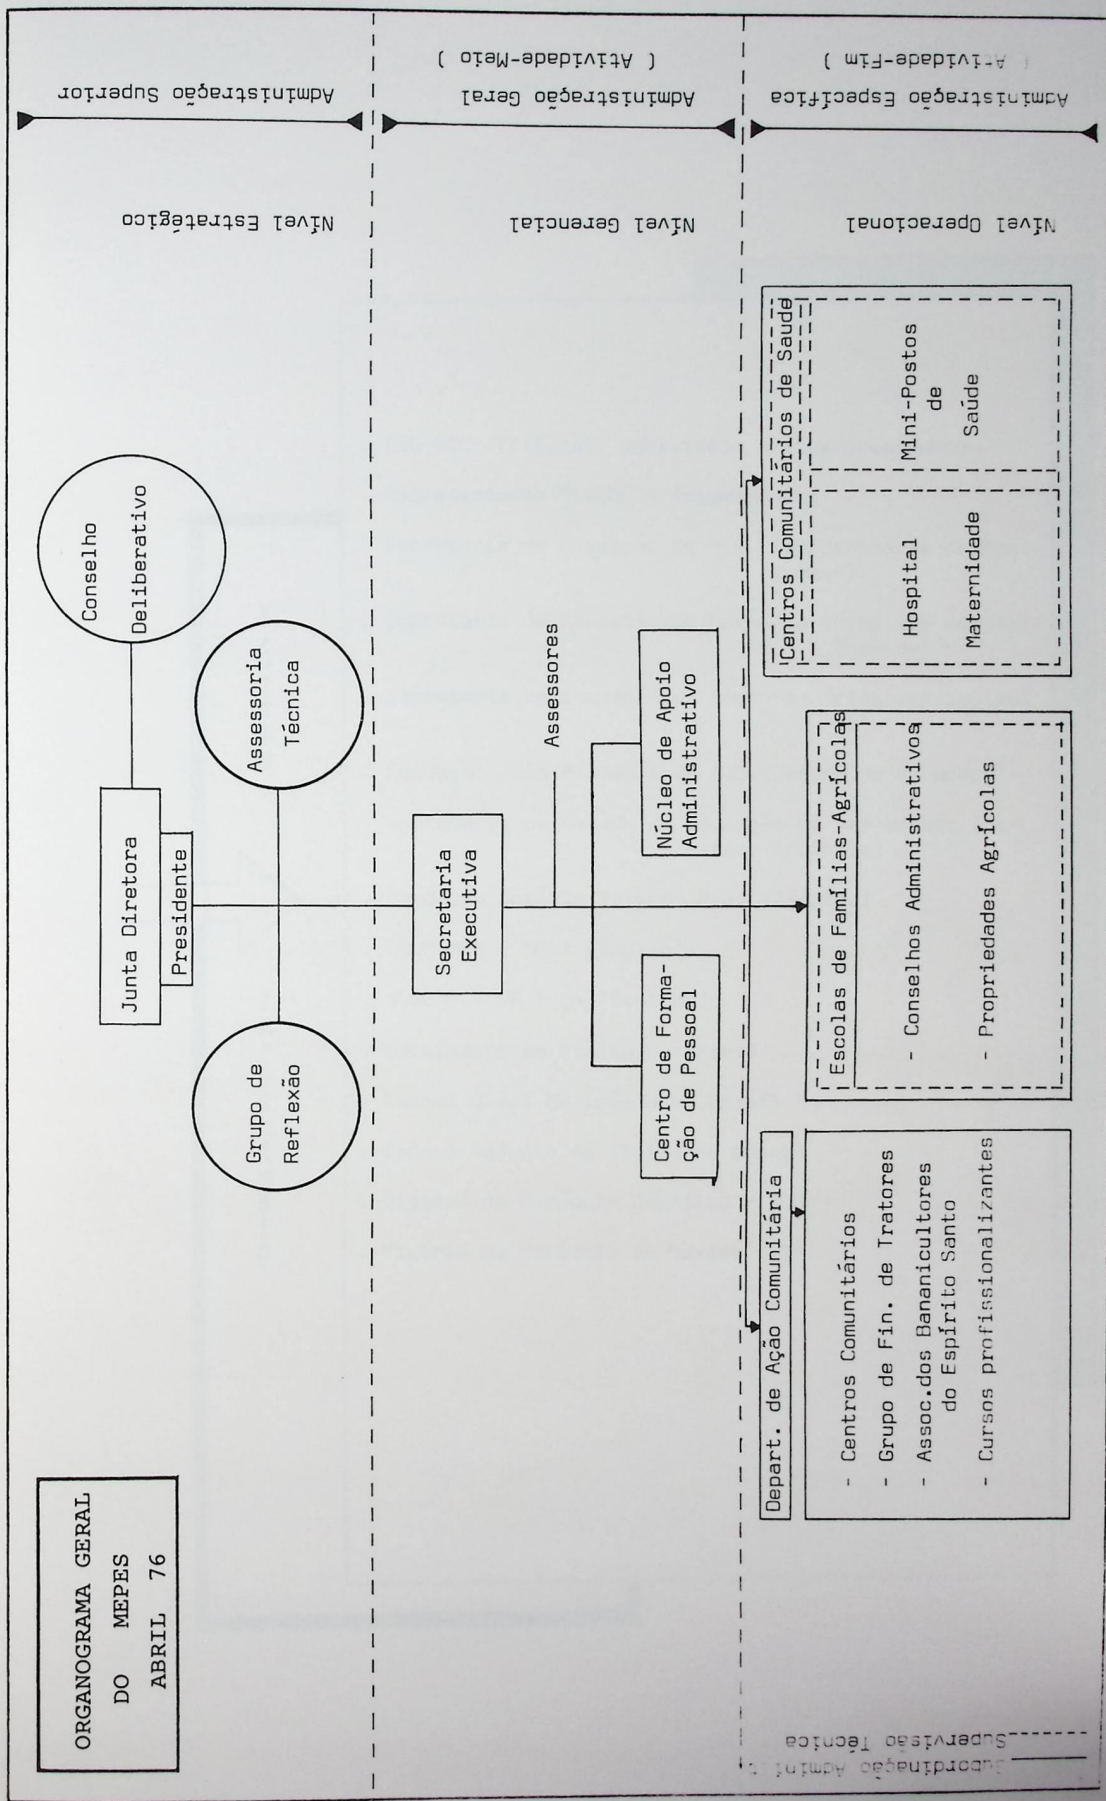 ORGANOGRAMA GERAL
DO MEPES
ABRIL 76
Conselho
Deliberativo
Junta Diretora
Presidente
Assessoria
Técnica
Grupo de
Reflexão
Nível Estratégico
Administração Superior
Secretaria
Executiva
Assessores
Centro de Forma-
ção de Pessoal
Núcleo de Apoio
Administrativo
Nível Gerencial
Administração Geral
( Atividade-Meio )
Depart. de Ação Comunitária
- Centros Comunitários
- Grupo de Fin. de Tratores
- Assoc.dos Bananicultores
do Espírito Santo
- Cursos profissionalizantes
Escolas de Famílias-Agrícolas
- Conselhos Administrativos
- Propriedades Agrícolas
Centros Comunitários de Saude
Hospital
Maternidade
Mini-Postos
de
Saúde
Nível Operacional
Administração Específica
( Atividade-Fim )
Subordinação
Supervisão Técnica